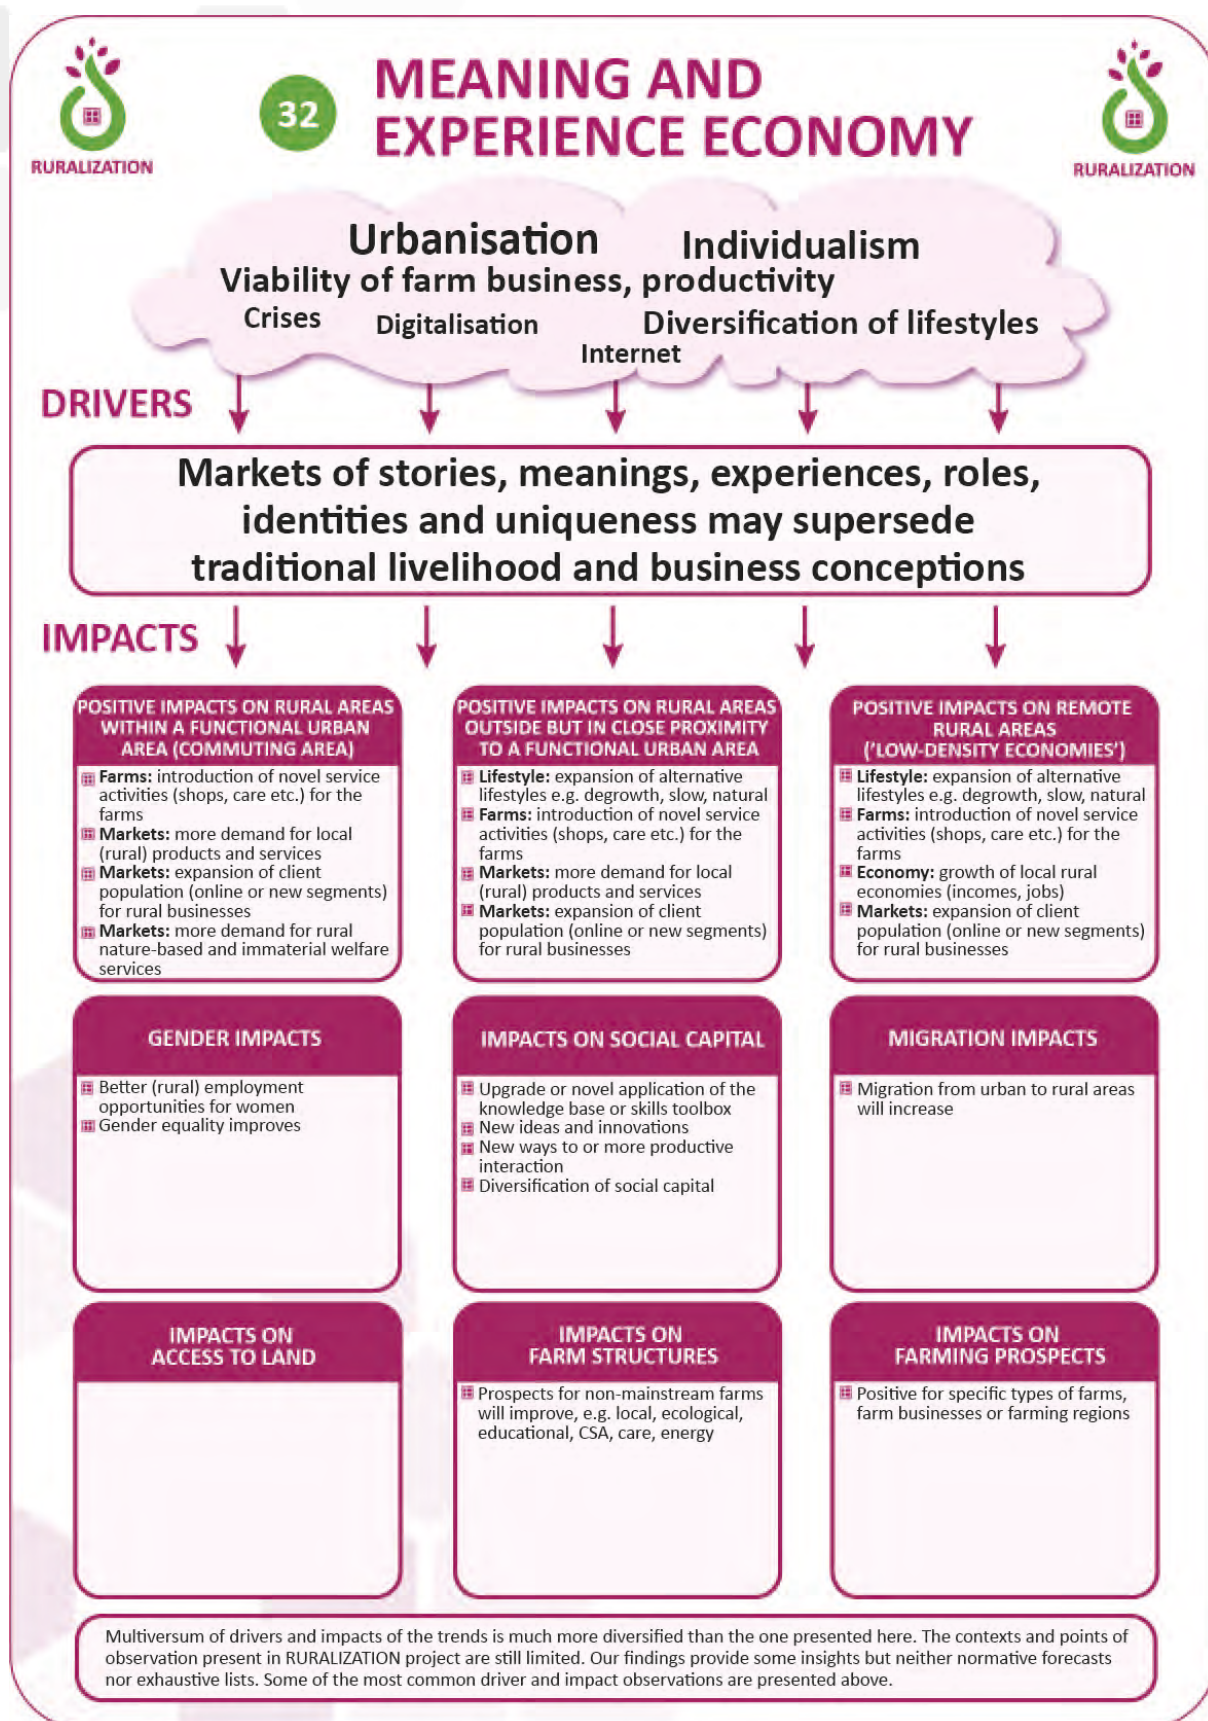 RURALIZATION
32
MEANING AND
EXPERIENCE ECONOMY
RURALIZATION
Urbanisation
Individualism
Viability of farm business, productivity
Crises
Digitalisation
Diversification of lifestyles
Internet
DRIVERS
Markets of stories, meanings, experiences, roles,
identities and uniqueness may supersede
traditional livelihood and business conceptions
IMPACTS
POSITIVE IMPACTS ON RURAL AREAS
WITHIN A FUNCTIONAL URBAN
AREA (COMMUTING AREA)
Farms: introduction of novel service
activities (shops, care etc.) for the
farms
Markets: more demand for local
(rural) products and services
Markets: expansion of client
population (online or new segments)
for rural businesses
Markets: more demand for rural
nature-based and immaterial welfare
services
POSITIVE IMPACTS ON RURAL AREAS
OUTSIDE BUT IN CLOSE PROXIMITY
TO A FUNCTIONAL URBAN AREA
Lifestyle: expansion of alternative
lifestyles e.g. degrowth, slow, natural
Farms: introduction of novel service
activities (shops, care etc.) for the
farms
Markets: more demand for local
(rural) products and services
Markets: expansion of client
population (online or new segments)
for rural businesses
POSITIVE IMPACTS ON REMOTE
RURAL AREAS
('LOW-DENSITY ECONOMIES')
Lifestyle: expansion of alternative
lifestyles e.g. degrowth, slow, natural
Farms: introduction of novel service
activities (shops, care etc.) for the
farms
Economy: growth of local rural
economies (incomes, jobs)
Markets: expansion of client
population (online or new segments)
for rural businesses
GENDER IMPACTS
Better (rural) employment
opportunities for women
Gender equality improves
IMPACTS ON SOCIAL CAPITAL
Upgrade or novel application of the
knowledge base or skills toolbox
New ideas and innovations
New ways to or more productive
interaction
Diversification of social capital
MIGRATION IMPACTS
Migration from urban to rural areas
will increase
IMPACTS ON
ACCESS TO LAND
IMPACTS ON
FARM STRUCTURES
Prospects for non-mainstream farms
will improve, e.g. local, ecological,
educational, CSA, care, energy
IMPACTS ON
FARMING PROSPECTS
Positive for specific types of farms,
farm businesses or farming regions
Multiversum of drivers and impacts of the trends is much more diversified than the one presented here. The contexts and points of
observation present in RURALIZATION project are still limited. Our findings provide some insights but neither normative forecasts
nor exhaustive lists. Some of the most common driver and impact observations are presented above.